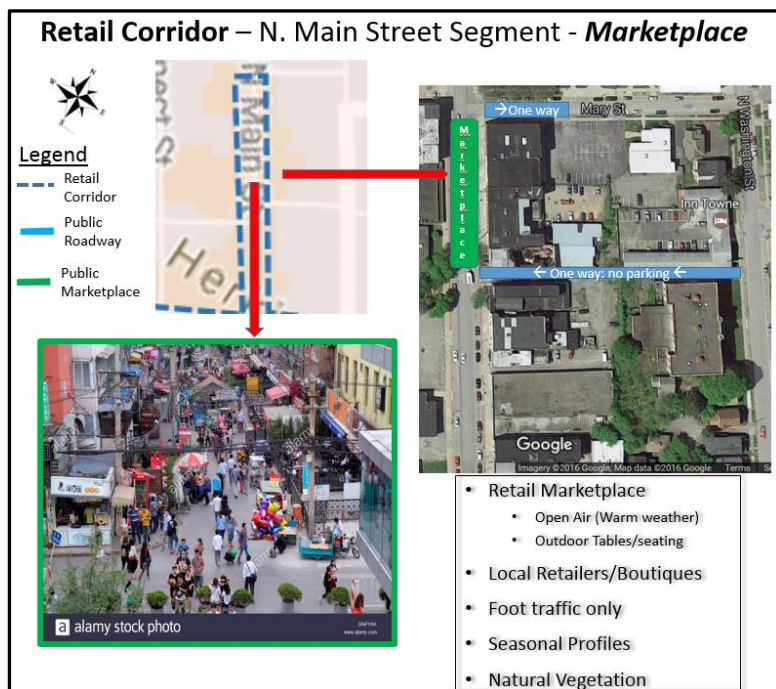 Retail Corridor – N. Main Street Segment - Marketplace
Legend
Retail
Corridor
Public
Roadway
Public
Marketplace
N Main St
Marketplace
→One way
Mary St
N Washington St
Inn Towne
← One way: no parking ←
Google
Imagery ©2016 Google, Map data ©2016 Google Terms
alamy
a alamy stock photo
www.alamy.com
• Retail Marketplace
• Open Air (Warm weather)
• Outdoor Tables/seating
• Local Retailers/Boutiques
• Foot traffic only
• Seasonal Profiles
• Natural Vegetation